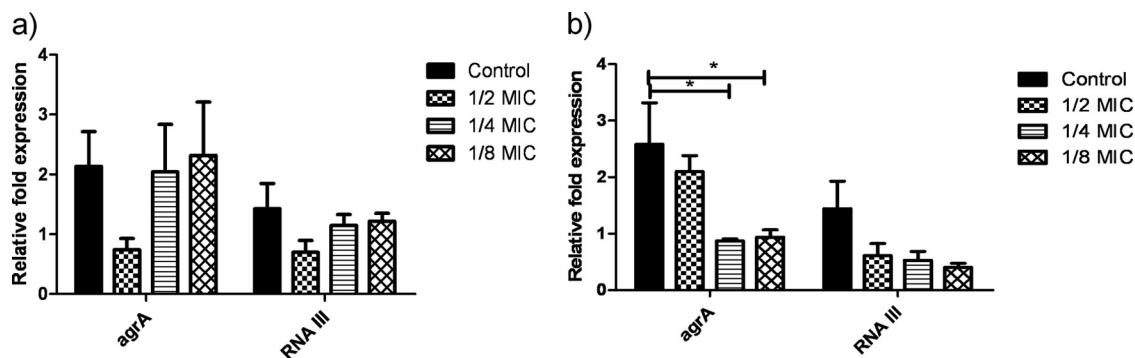 a)
Relative fold expression
4
3
2
1
0
agrA
RNA III
Control
1/2 MIC
1/4 MIC
1/8 MIC
b)
Relative fold expression
4
3
2
1
0
*
*
agrA
RNA III
Control
1/2 MIC
1/4 MIC
1/8 MIC